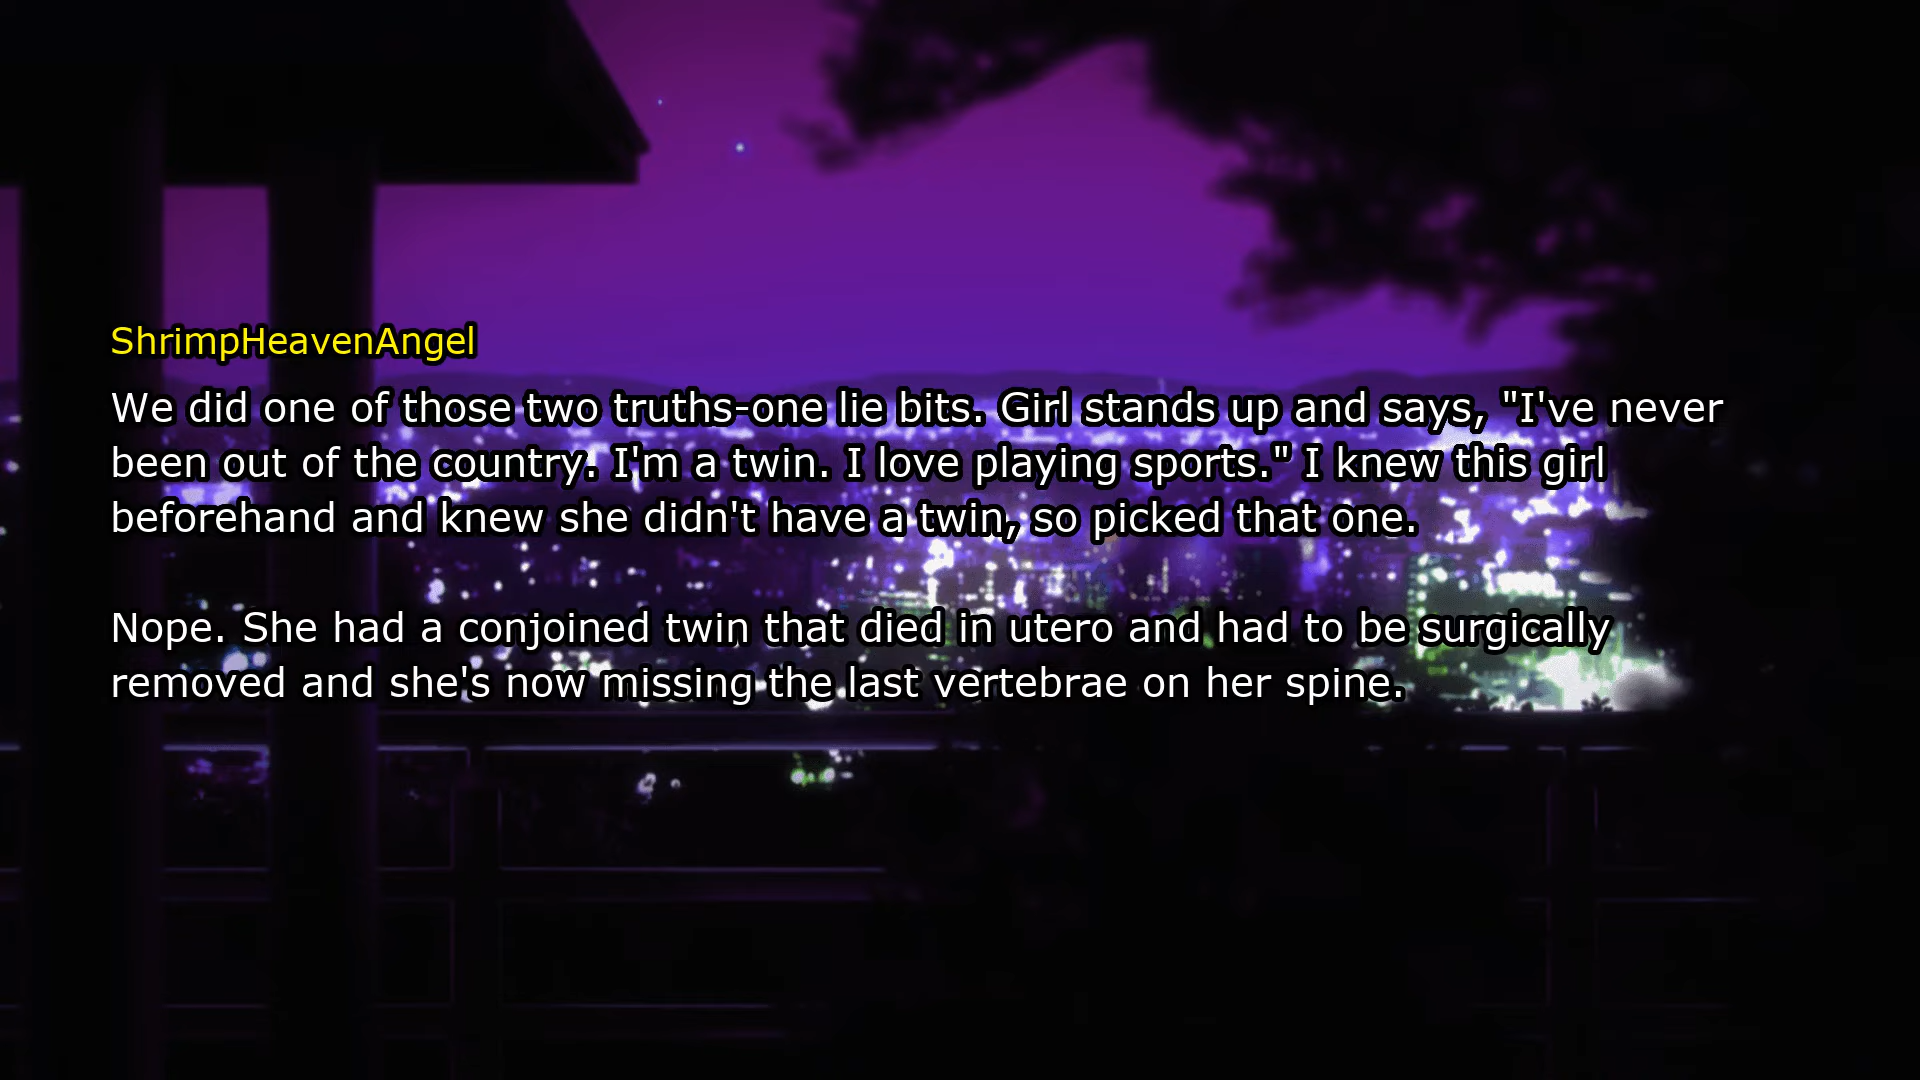 ShrimpHeavenAngel
We did one of those two truths-one lie bits. Girl stands up and says, "I've never
been out of the country. I'm a twin. I love playing sports." I knew this girl
beforehand and knew she didn't have a twin, so picked that one.
Nope. She had a conjoined twin that died in utero and had to be surgically
removed and she's now missing the last vertebrae on her spine.